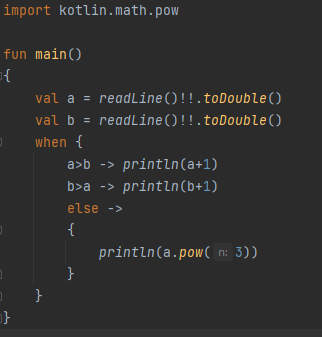 import kotlin.math.pow
fun main()
{
    val a = readLine()!!.toDouble()
    val b = readLine()!!.toDouble()
    when {
        a>b -> println(a+1)
        b>a -> println(b+1)
        else ->
        {
            println(a.pow( n: 3))
        }
    }
}